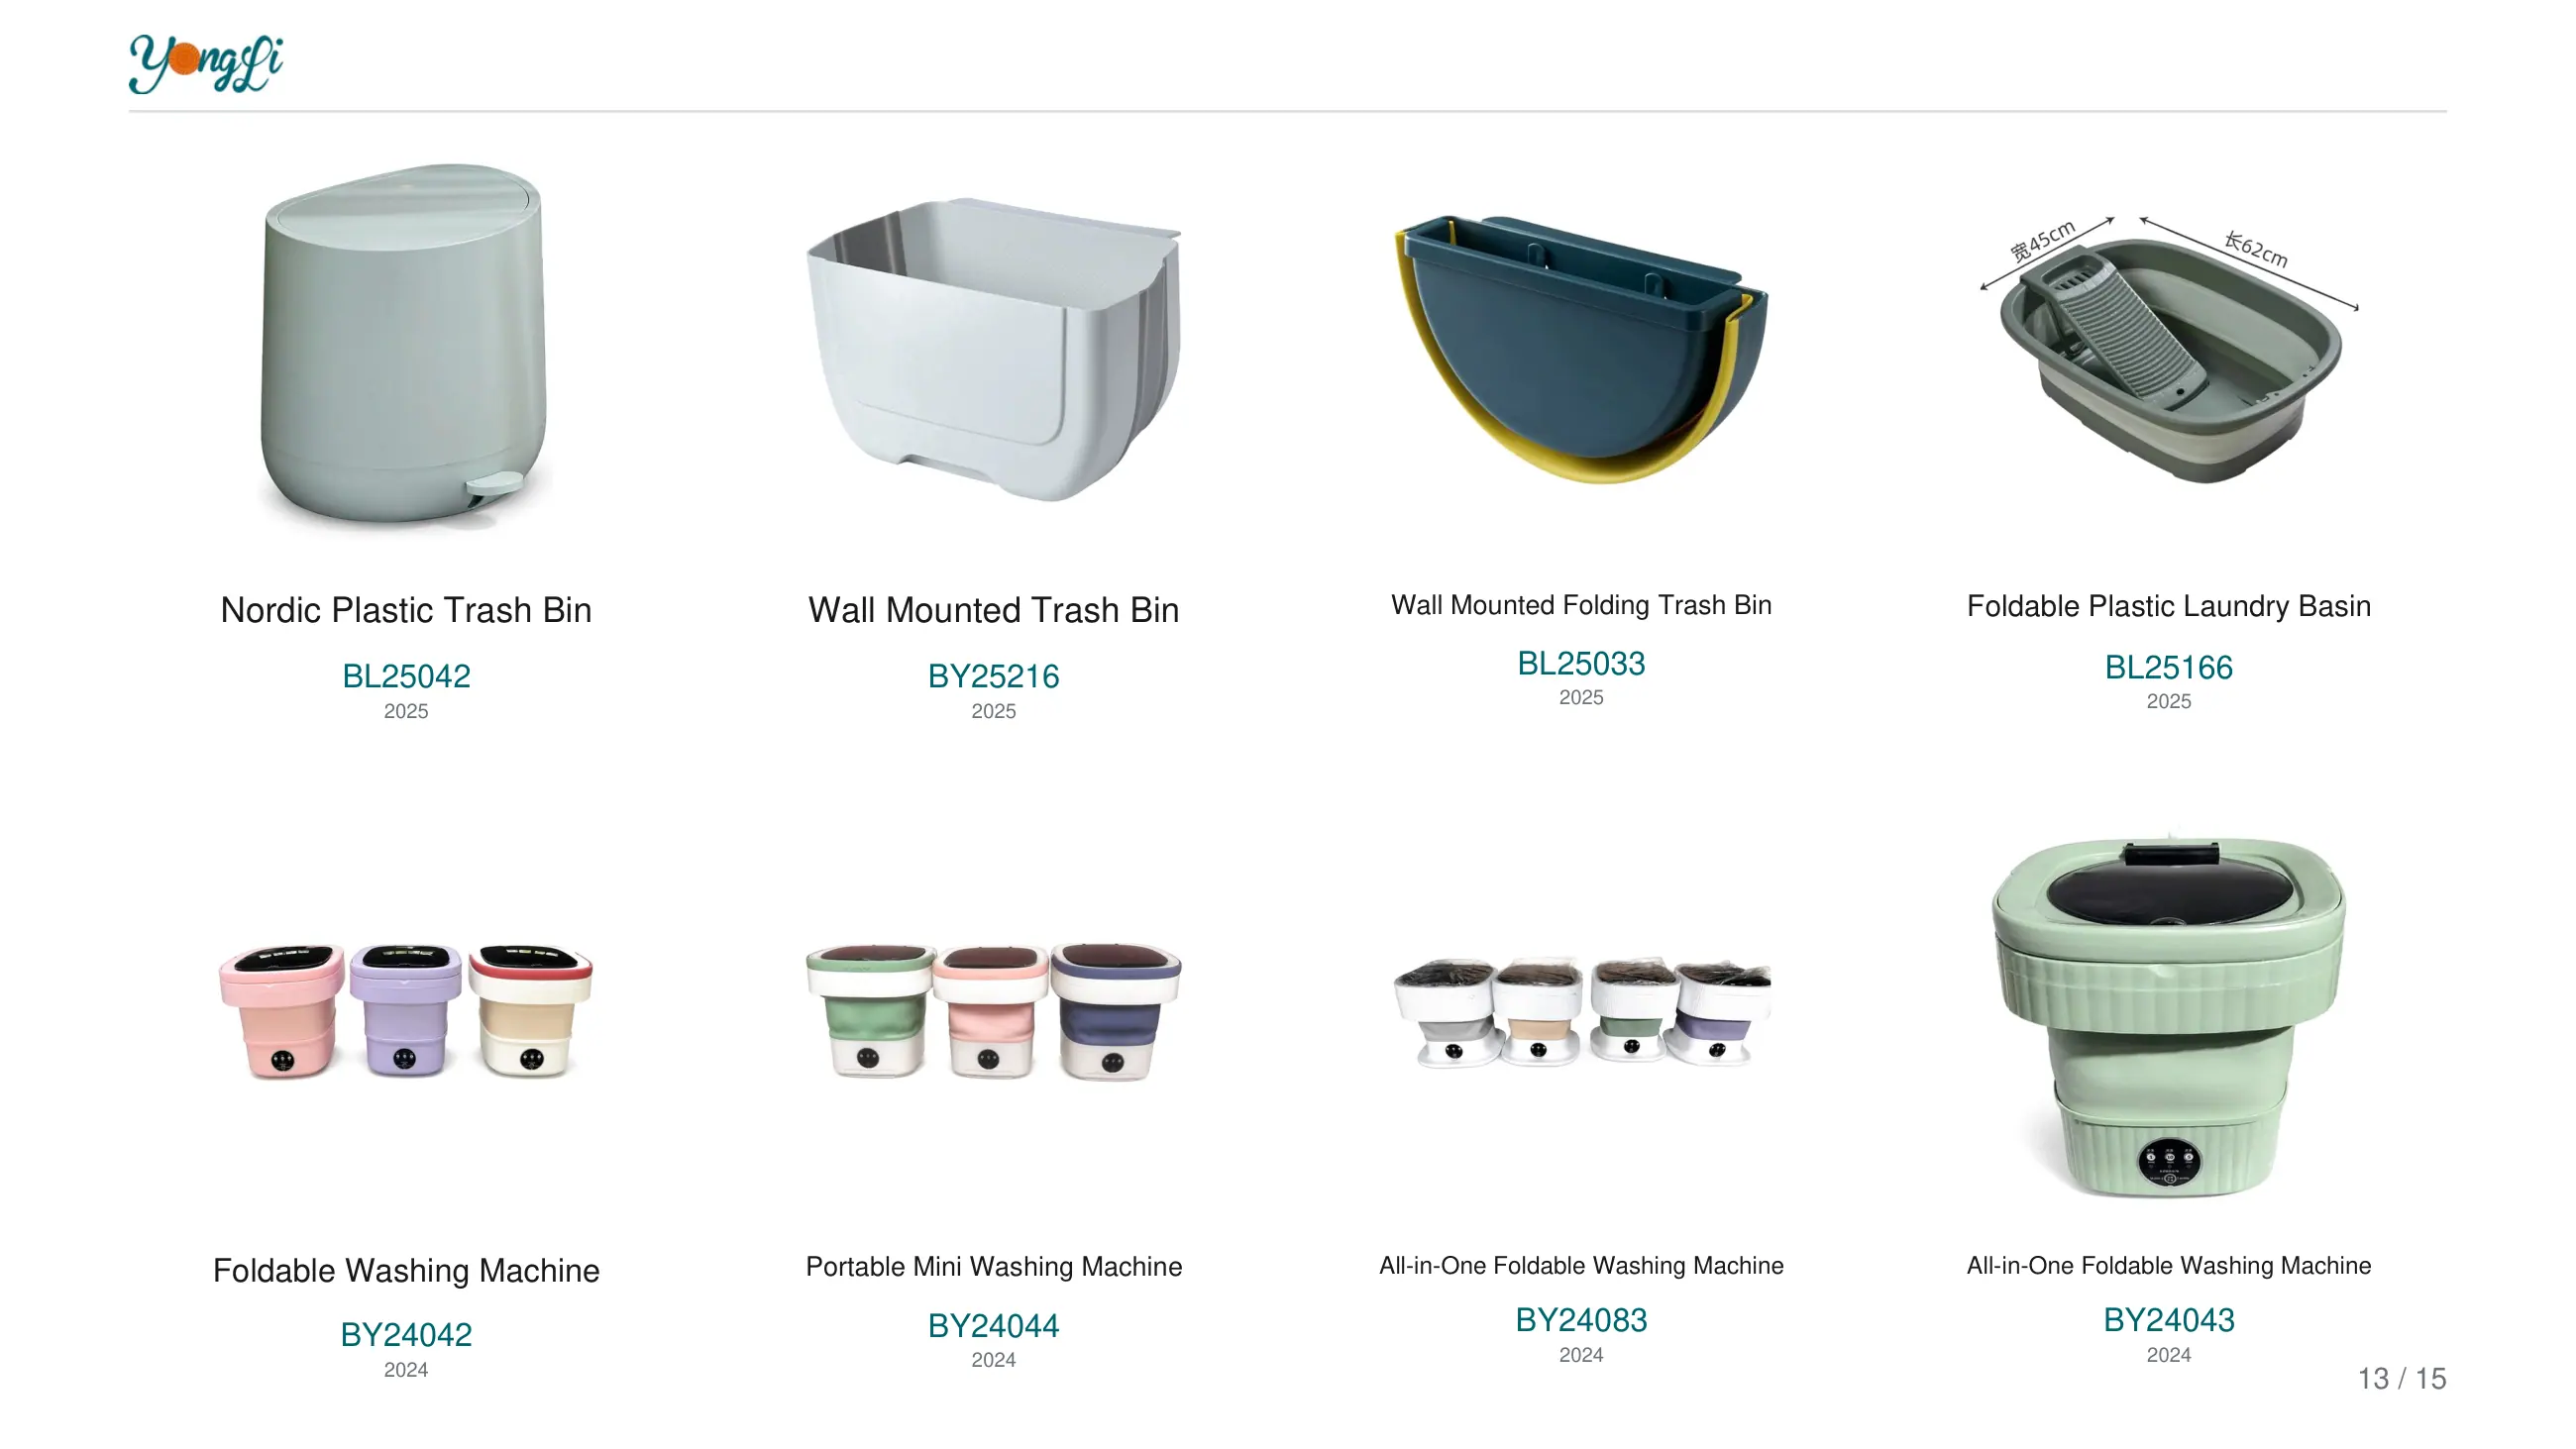 YongLi
宽45cm
长62cm
Nordic Plastic Trash Bin
BL25042
2025
Wall Mounted Trash Bin
BY25216
2025
Wall Mounted Folding Trash Bin
BL25033
2025
Foldable Plastic Laundry Basin
BL25166
2025
Foldable Washing Machine
BY24042
2024
Portable Mini Washing Machine
BY24044
2024
All-in-One Foldable Washing Machine
BY24083
2024
All-in-One Foldable Washing Machine
BY24043
2024
13 / 15